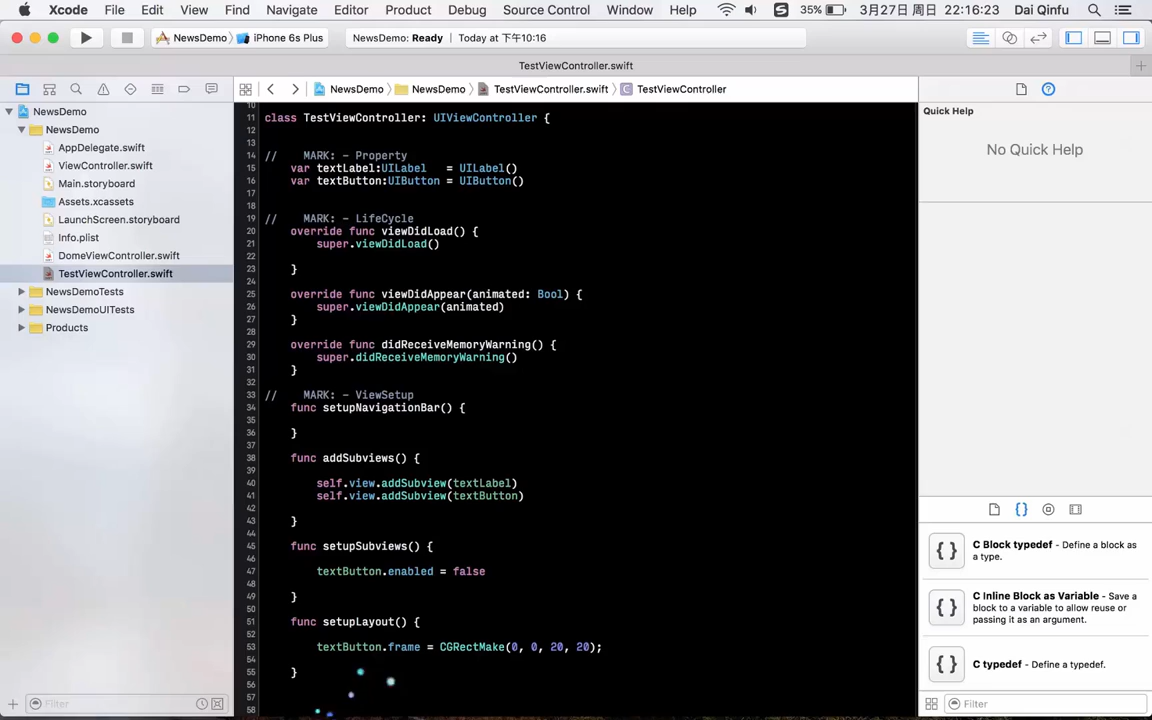 Xcode File Edit View Find Navigate Editor Product Debug Source Control Window Help 35% 3月27日 周日 22:16:23 Dai Qinfu
NewsDemo iPhone 6s Plus NewsDemo: Ready Today at 下午10:16
TestViewController.swift
NewsDemo NewsDemo TestViewController.swift C TestViewController
NewsDemo
NewsDemo
AppDelegate.swift
ViewController.swift
Main.storyboard
Assets.xcassets
LaunchScreen.storyboard
Info.plist
DomeViewController.swift
TestViewController.swift
NewsDemoTests
NewsDemoUITests
Products
Filter
10
11 class TestViewController: UIViewController {
12
13
14 // MARK: - Property
15 var textLabel:UILabel = UILabel()
16 var textButton:UIButton = UIButton()
17
18
19 // MARK: - LifeCycle
20 override func viewDidLoad() {
21 super.viewDidLoad()
22
23 }
24
25 override func viewDidAppear(animated: Bool) {
26 super.viewDidAppear(animated)
27 }
28
29 override func didReceiveMemoryWarning() {
30 super.didReceiveMemoryWarning()
31 }
32
33 // MARK: - ViewSetup
34 func setupNavigationBar() {
35
36 }
37
38 func addSubviews() {
39
40 self.view.addSubview(textLabel)
41 self.view.addSubview(textButton)
42
43 }
44
45 func setupSubviews() {
46
47 textButton.enabled = false
48
49 }
50
51 func setupLayout() {
52
53 textButton.frame = CGRectMake(0, 0, 20, 20);
54
55 }
56
57
58
Quick Help
No Quick Help
{ } C Block typedef - Define a block as
a type.
{ } C Inline Block as Variable - Save a
block to a variable to allow reuse or
passing it as an argument.
{ } C typedef - Define a typedef.
Filter